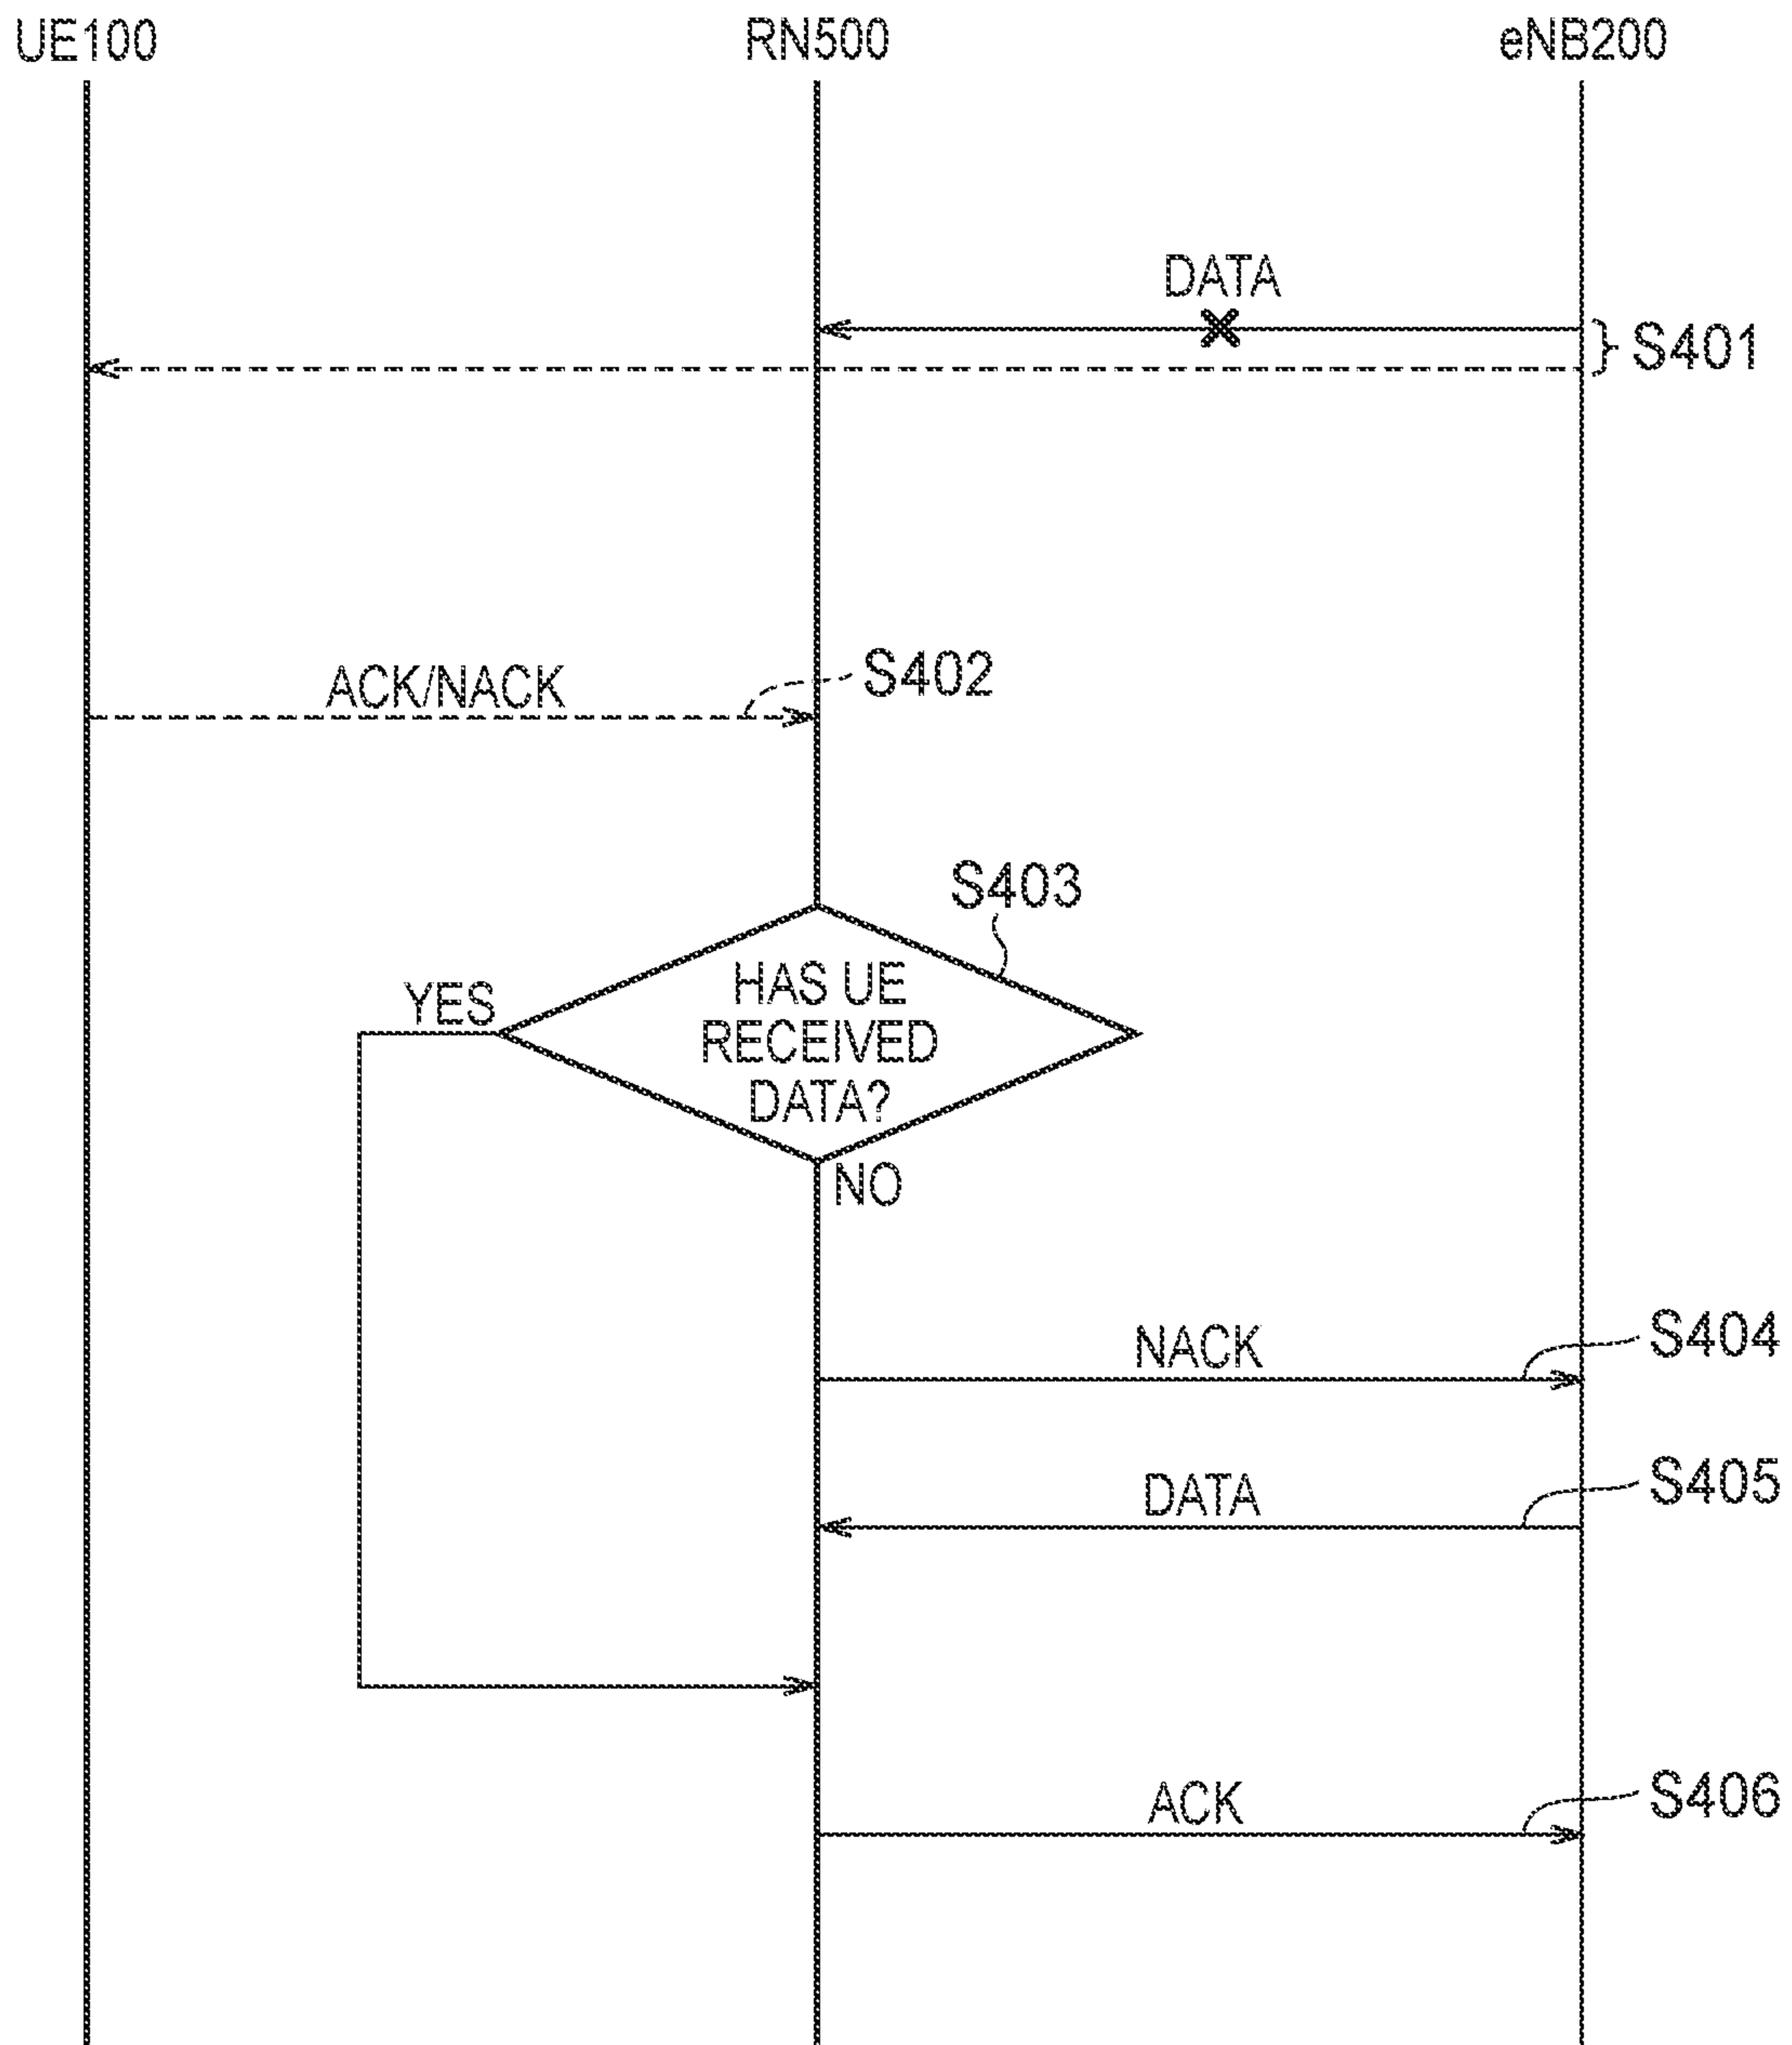 UE100
RN500
eNB200
DATA
S401
ACK/NACK
S402
S403
HAS UE
RECEIVED
DATA?
YES
NO
NACK
S404
DATA
S405
ACK
S406